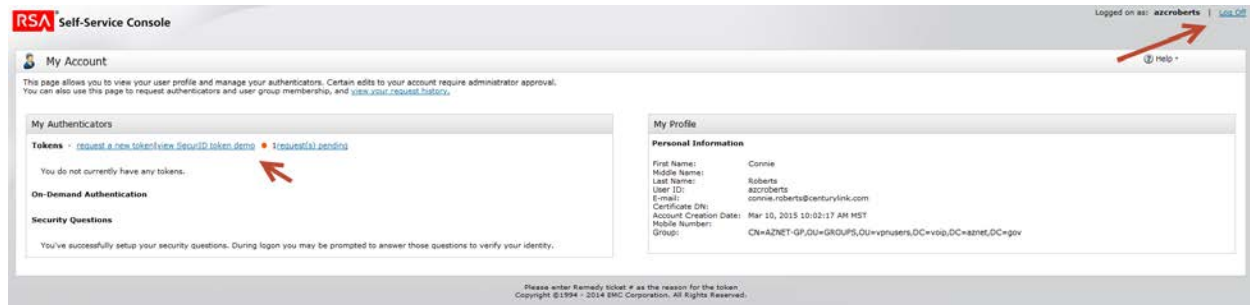 RSA Self-Service Console
Logged on as: azcroberts | Log Off
My Account
Help
This page allows you to view your user profile and manage your authenticators. Certain edits to your account require administrator approval.
You can also use this page to request authenticators and user group membership, and view your request history.
My Authenticators
Tokens - request a new token|view SecurID token demo 1 request(s) pending
You do not currently have any tokens.
On-Demand Authentication
Security Questions
You've successfully setup your security questions. During logon you may be prompted to answer those questions to verify your identity.
My Profile
Personal Information
First Name: Connie
Middle Name:
Last Name: Roberts
User ID: azcroberts
E-mail: connie.roberts@centurylink.com
Certificate DN:
Account Creation Date: Mar 10, 2015 10:02:17 AM MST
Mobile Number:
Group: CN=AZNET-GP,OU=GROUPS,OU=vpnusers,DC=voip,DC=aznet,DC=gov
Please enter Remedy ticket # as the reason for the token
Copyright ©1994 - 2014 EMC Corporation. All Rights Reserved.